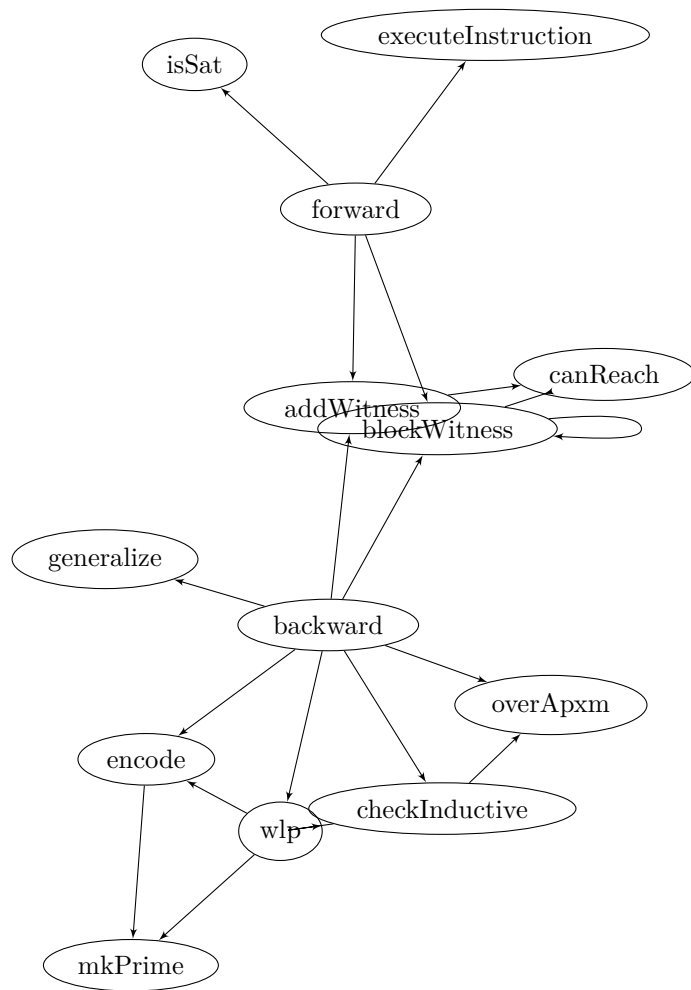 executeInstruction
isSat
forward
canReach
addWitness
blockWitness
generalize
backward
overApxm
encode
checkInductive
wlp
mkPrime